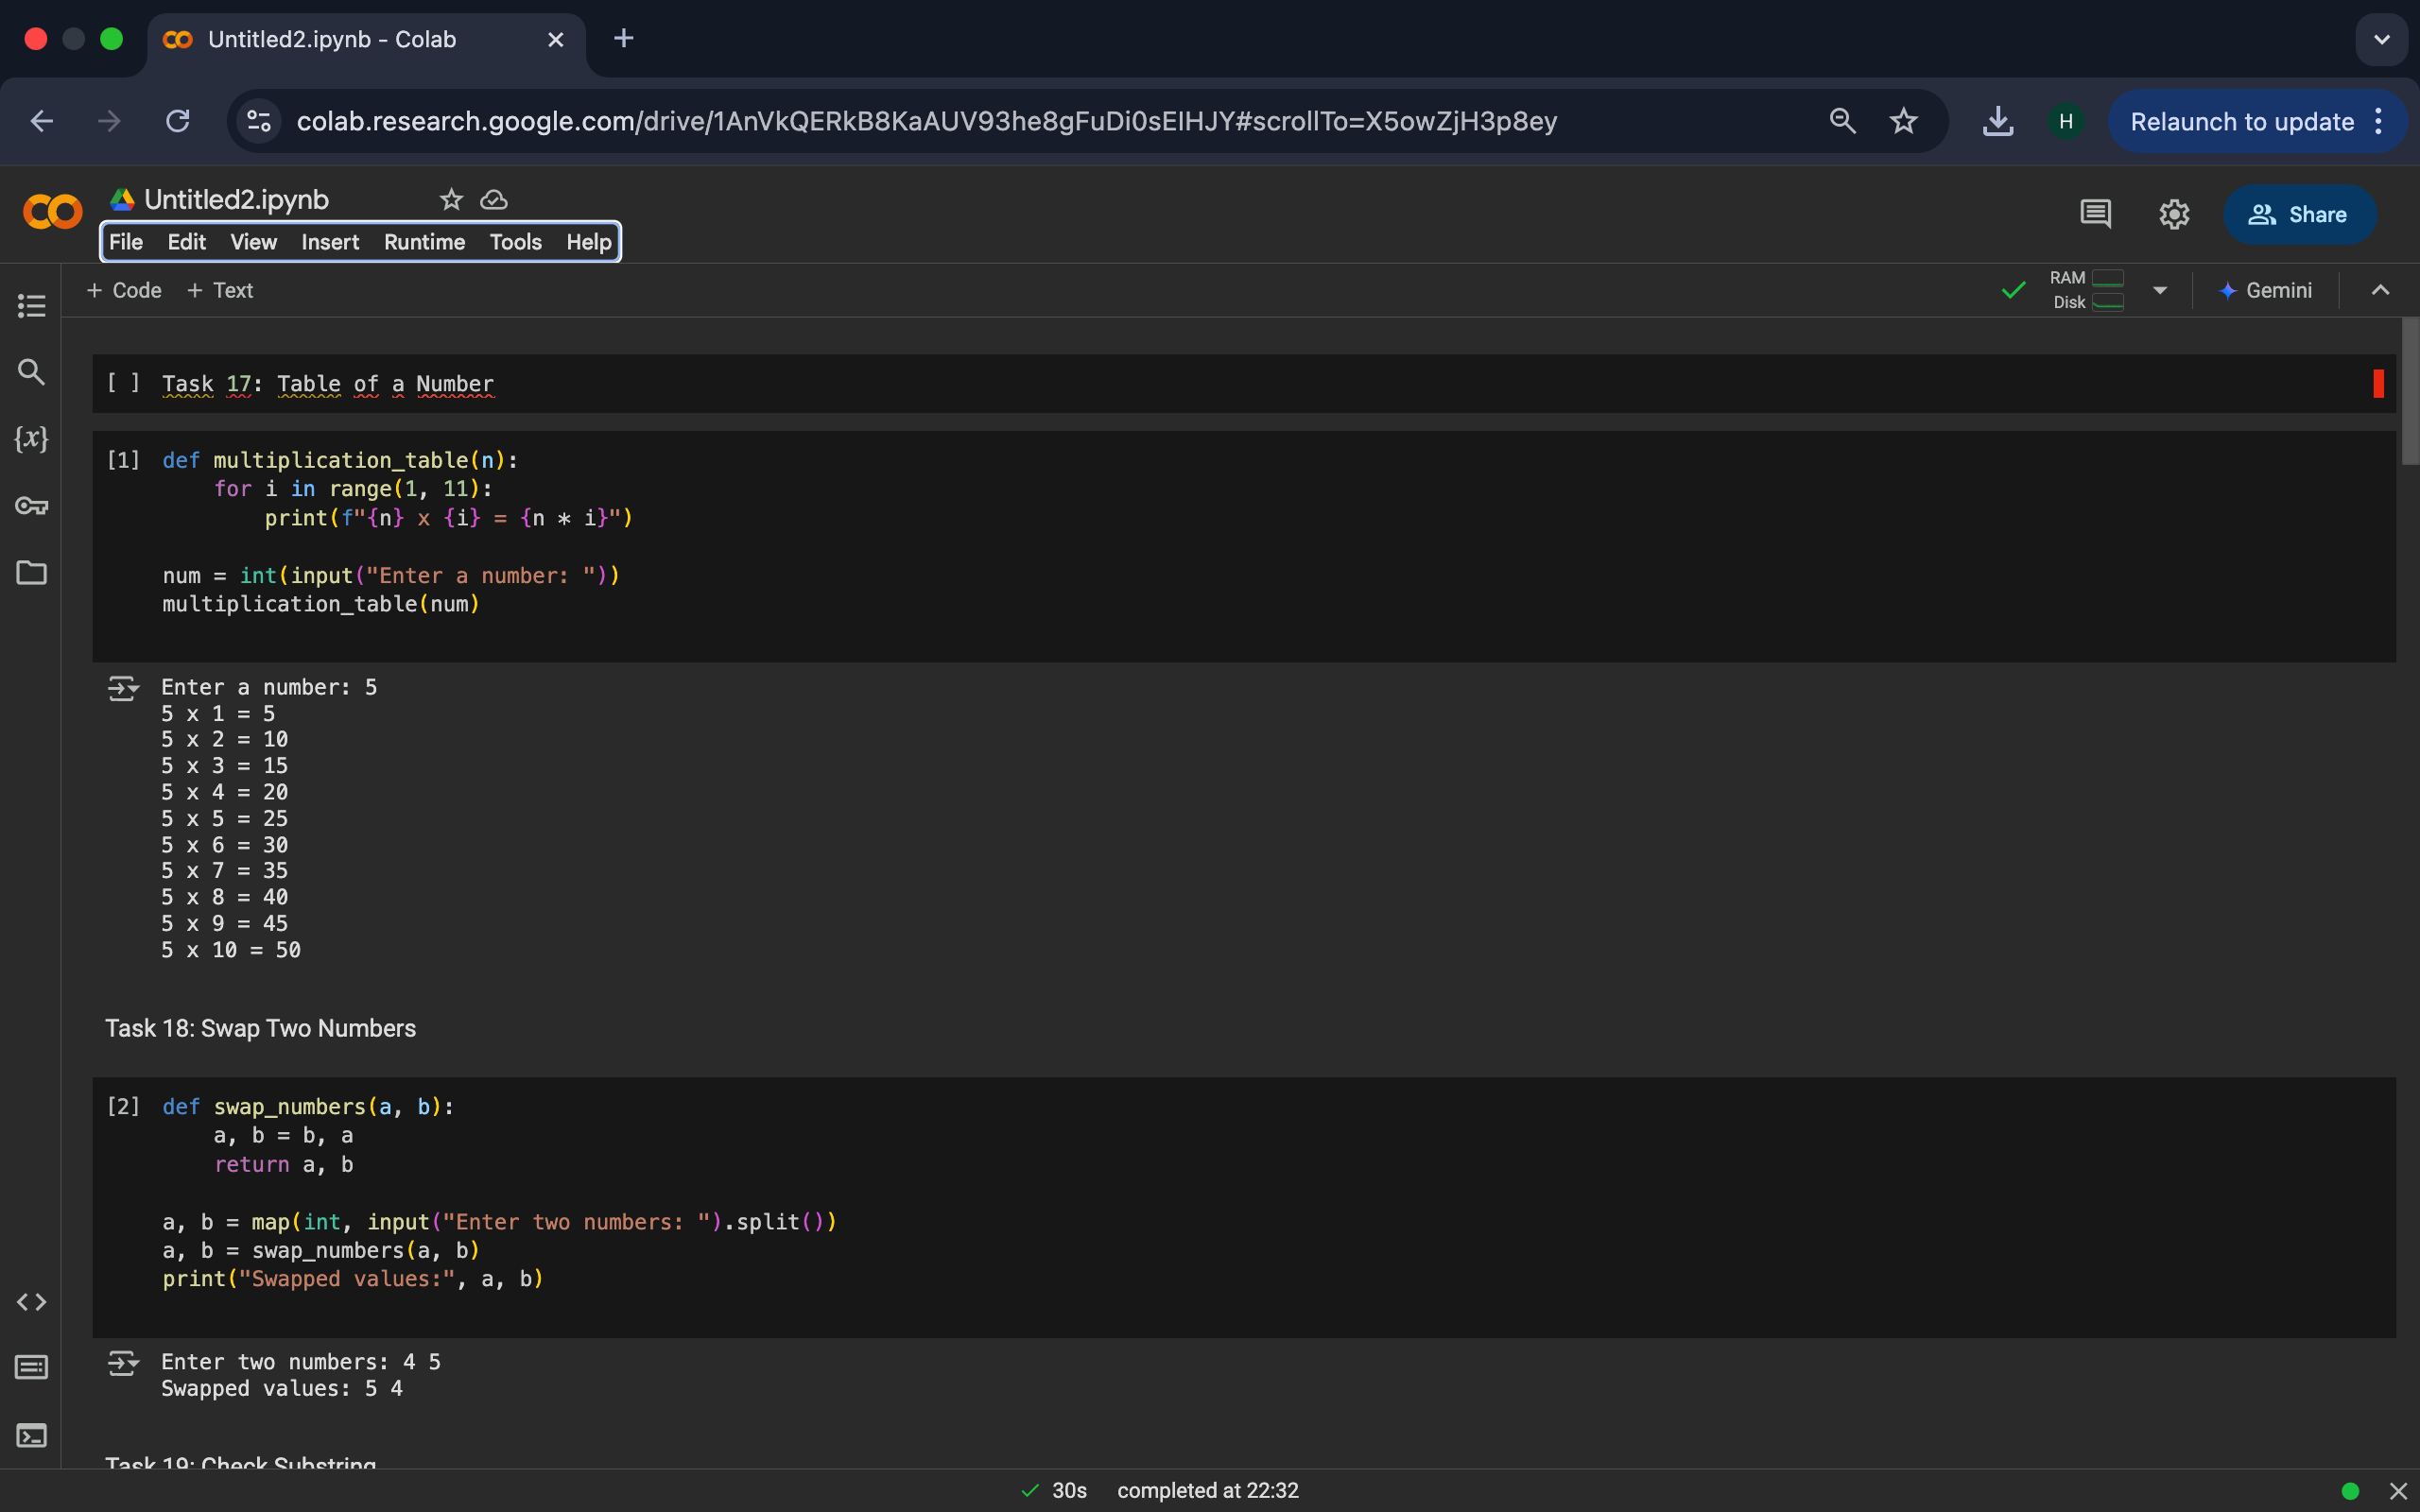 Untitled2.ipynb - Colab
colab.research.google.com/drive/1AnVkQERkB8KaAUV93he8gFuDi0sEIHJY#scrollTo=X5owZjH3p8ey
H
Relaunch to update
Untitled2.ipynb
File Edit View Insert Runtime Tools Help
Share
+ Code + Text
RAM
Disk
Gemini
{x}
[ ] Task 17: Table of a Number
[1] def multiplication_table(n):
    for i in range(1, 11):
        print(f"{n} x {i} = {n * i}")
num = int(input("Enter a number: "))
multiplication_table(num)
Enter a number: 5
5 x 1 = 5
5 x 2 = 10
5 x 3 = 15
5 x 4 = 20
5 x 5 = 25
5 x 6 = 30
5 x 7 = 35
5 x 8 = 40
5 x 9 = 45
5 x 10 = 50
Task 18: Swap Two Numbers
[2] def swap_numbers(a, b):
    a, b = b, a
    return a, b
a, b = map(int, input("Enter two numbers: ").split())
a, b = swap_numbers(a, b)
print("Swapped values:", a, b)
Enter two numbers: 4 5
Swapped values: 5 4
Task 19: Check Substring
30s completed at 22:32